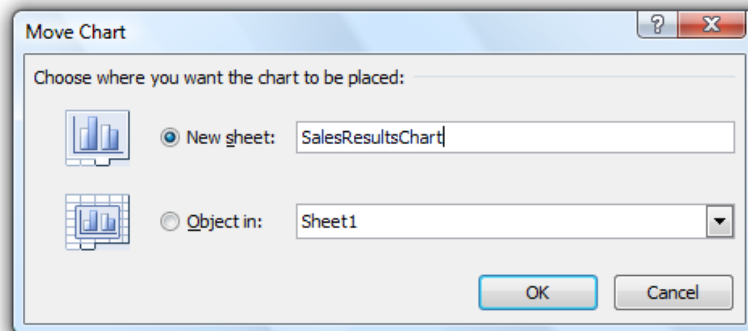 Move Chart
Choose where you want the chart to be placed:
New sheet: SalesResultsChart
Object in: Sheet1
OK Cancel